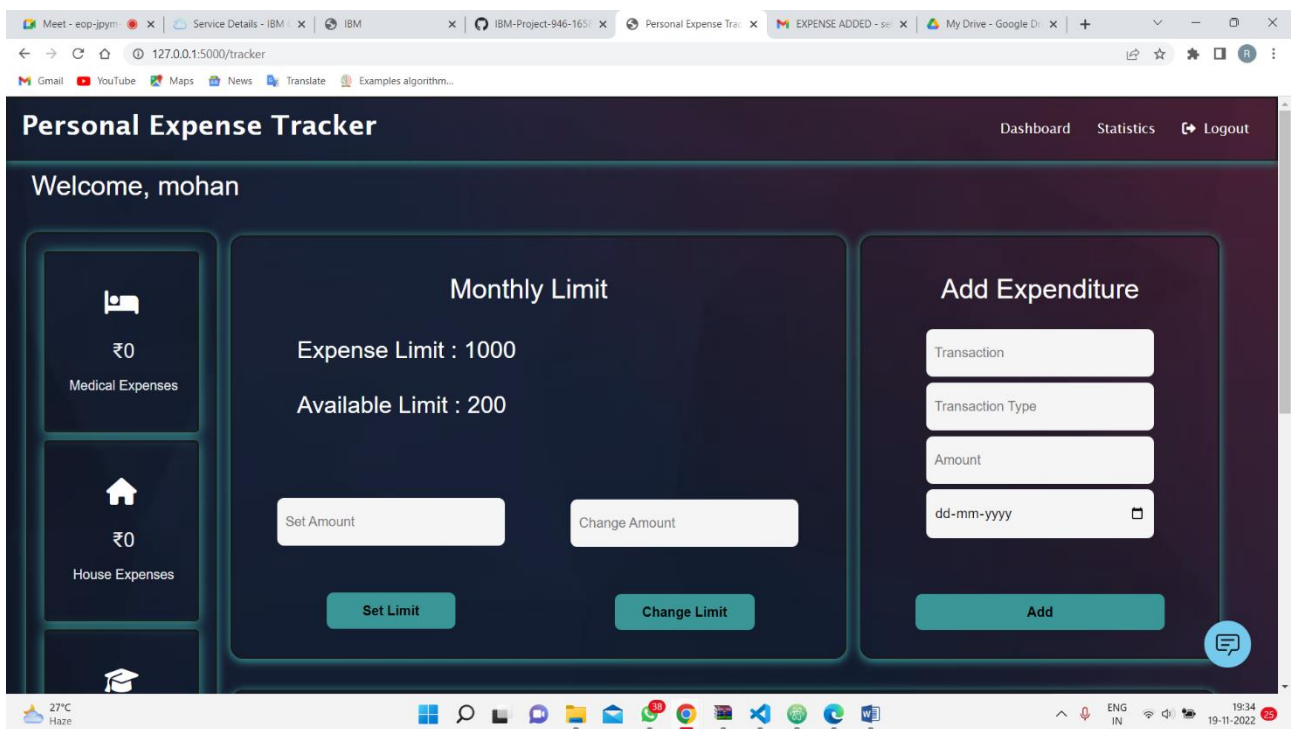 Meet - eop-jpym-
Service Details - IBM C
IBM
IBM-Project-946-1658
Personal Expense Trac
EXPENSE ADDED - se
My Drive - Google Dr
127.0.0.1:5000/tracker
R
Gmail
YouTube
Maps
News
Translate
Examples algorithm...
Personal Expense Tracker
Dashboard
Statistics
Logout
Welcome, mohan
₹0
Medical Expenses
₹0
House Expenses
Monthly Limit
Expense Limit : 1000
Available Limit : 200
Set Amount
Change Amount
Set Limit
Change Limit
Add Expenditure
Transaction
Transaction Type
Amount
dd-mm-yyyy
Add
27°C
Haze
38
ENG
IN
19:34
19-11-2022
25